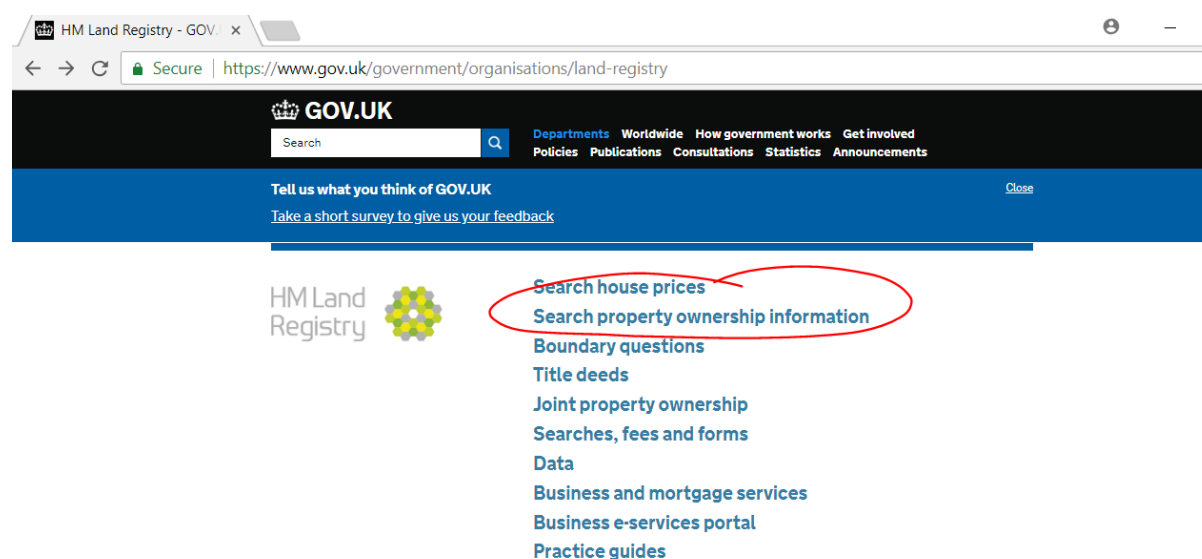 HM Land Registry - GOV.U
Secure | https://www.gov.uk/government/organisations/land-registry
GOV.UK
Search
Departments Worldwide How government works Get involved
Policies Publications Consultations Statistics Announcements
Tell us what you think of GOV.UK
Close
Take a short survey to give us your feedback
HM Land
Registry
Search house prices
Search property ownership information
Boundary questions
Title deeds
Joint property ownership
Searches, fees and forms
Data
Business and mortgage services
Business e-services portal
Practice guides